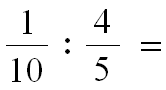 1/10 : 4/5 =